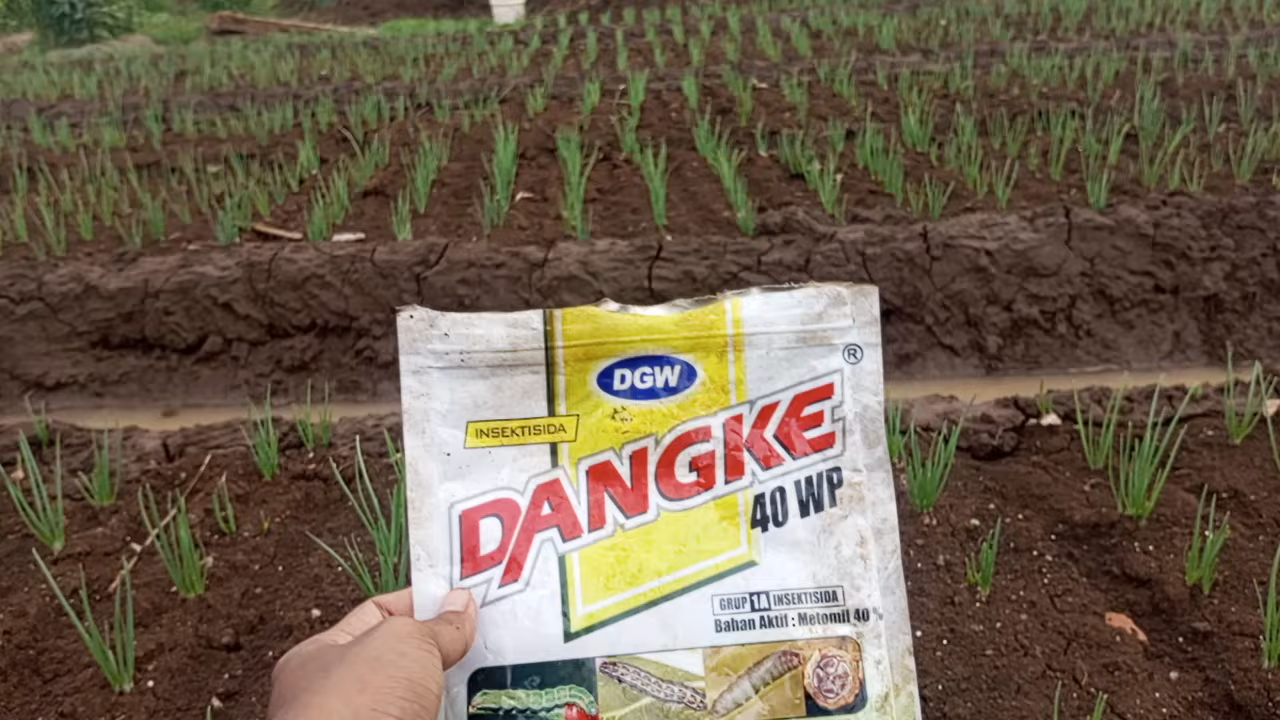 DGW
®
INSEKTISIDA
DANGKE
40 WP
GRUP 1A INSEKTISIDA
Bahan Aktif : Metomil 40 %